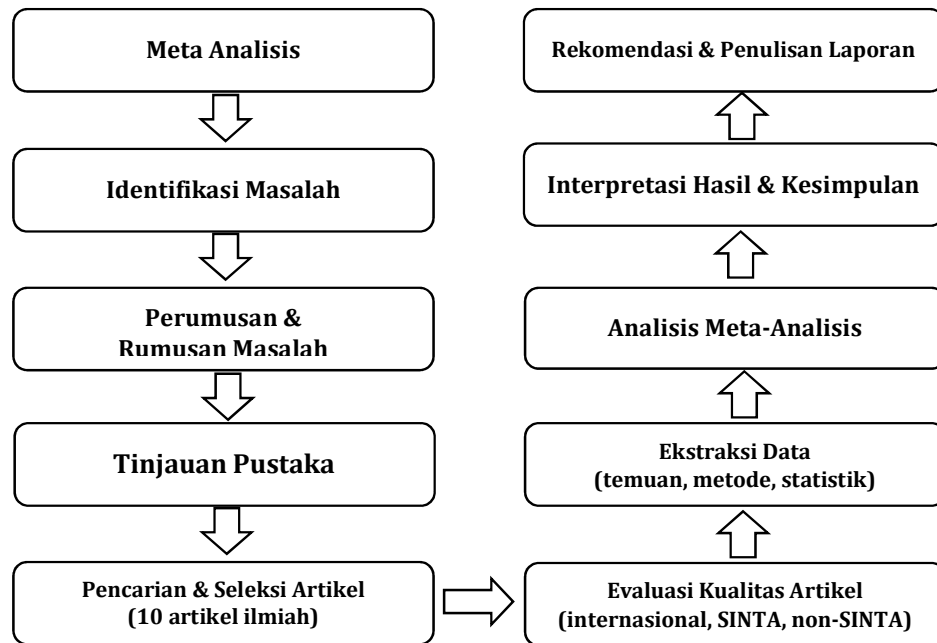 Meta Analisis
Identifikasi Masalah
Perumusan &
Rumusan Masalah
Tinjauan Pustaka
Pencarian & Seleksi Artikel
(10 artikel ilmiah)
Evaluasi Kualitas Artikel
(internasional, SINTA, non-SINTA)
Ekstraksi Data
(temuan, metode, statistik)
Analisis Meta-Analisis
Interpretasi Hasil & Kesimpulan
Rekomendasi & Penulisan Laporan